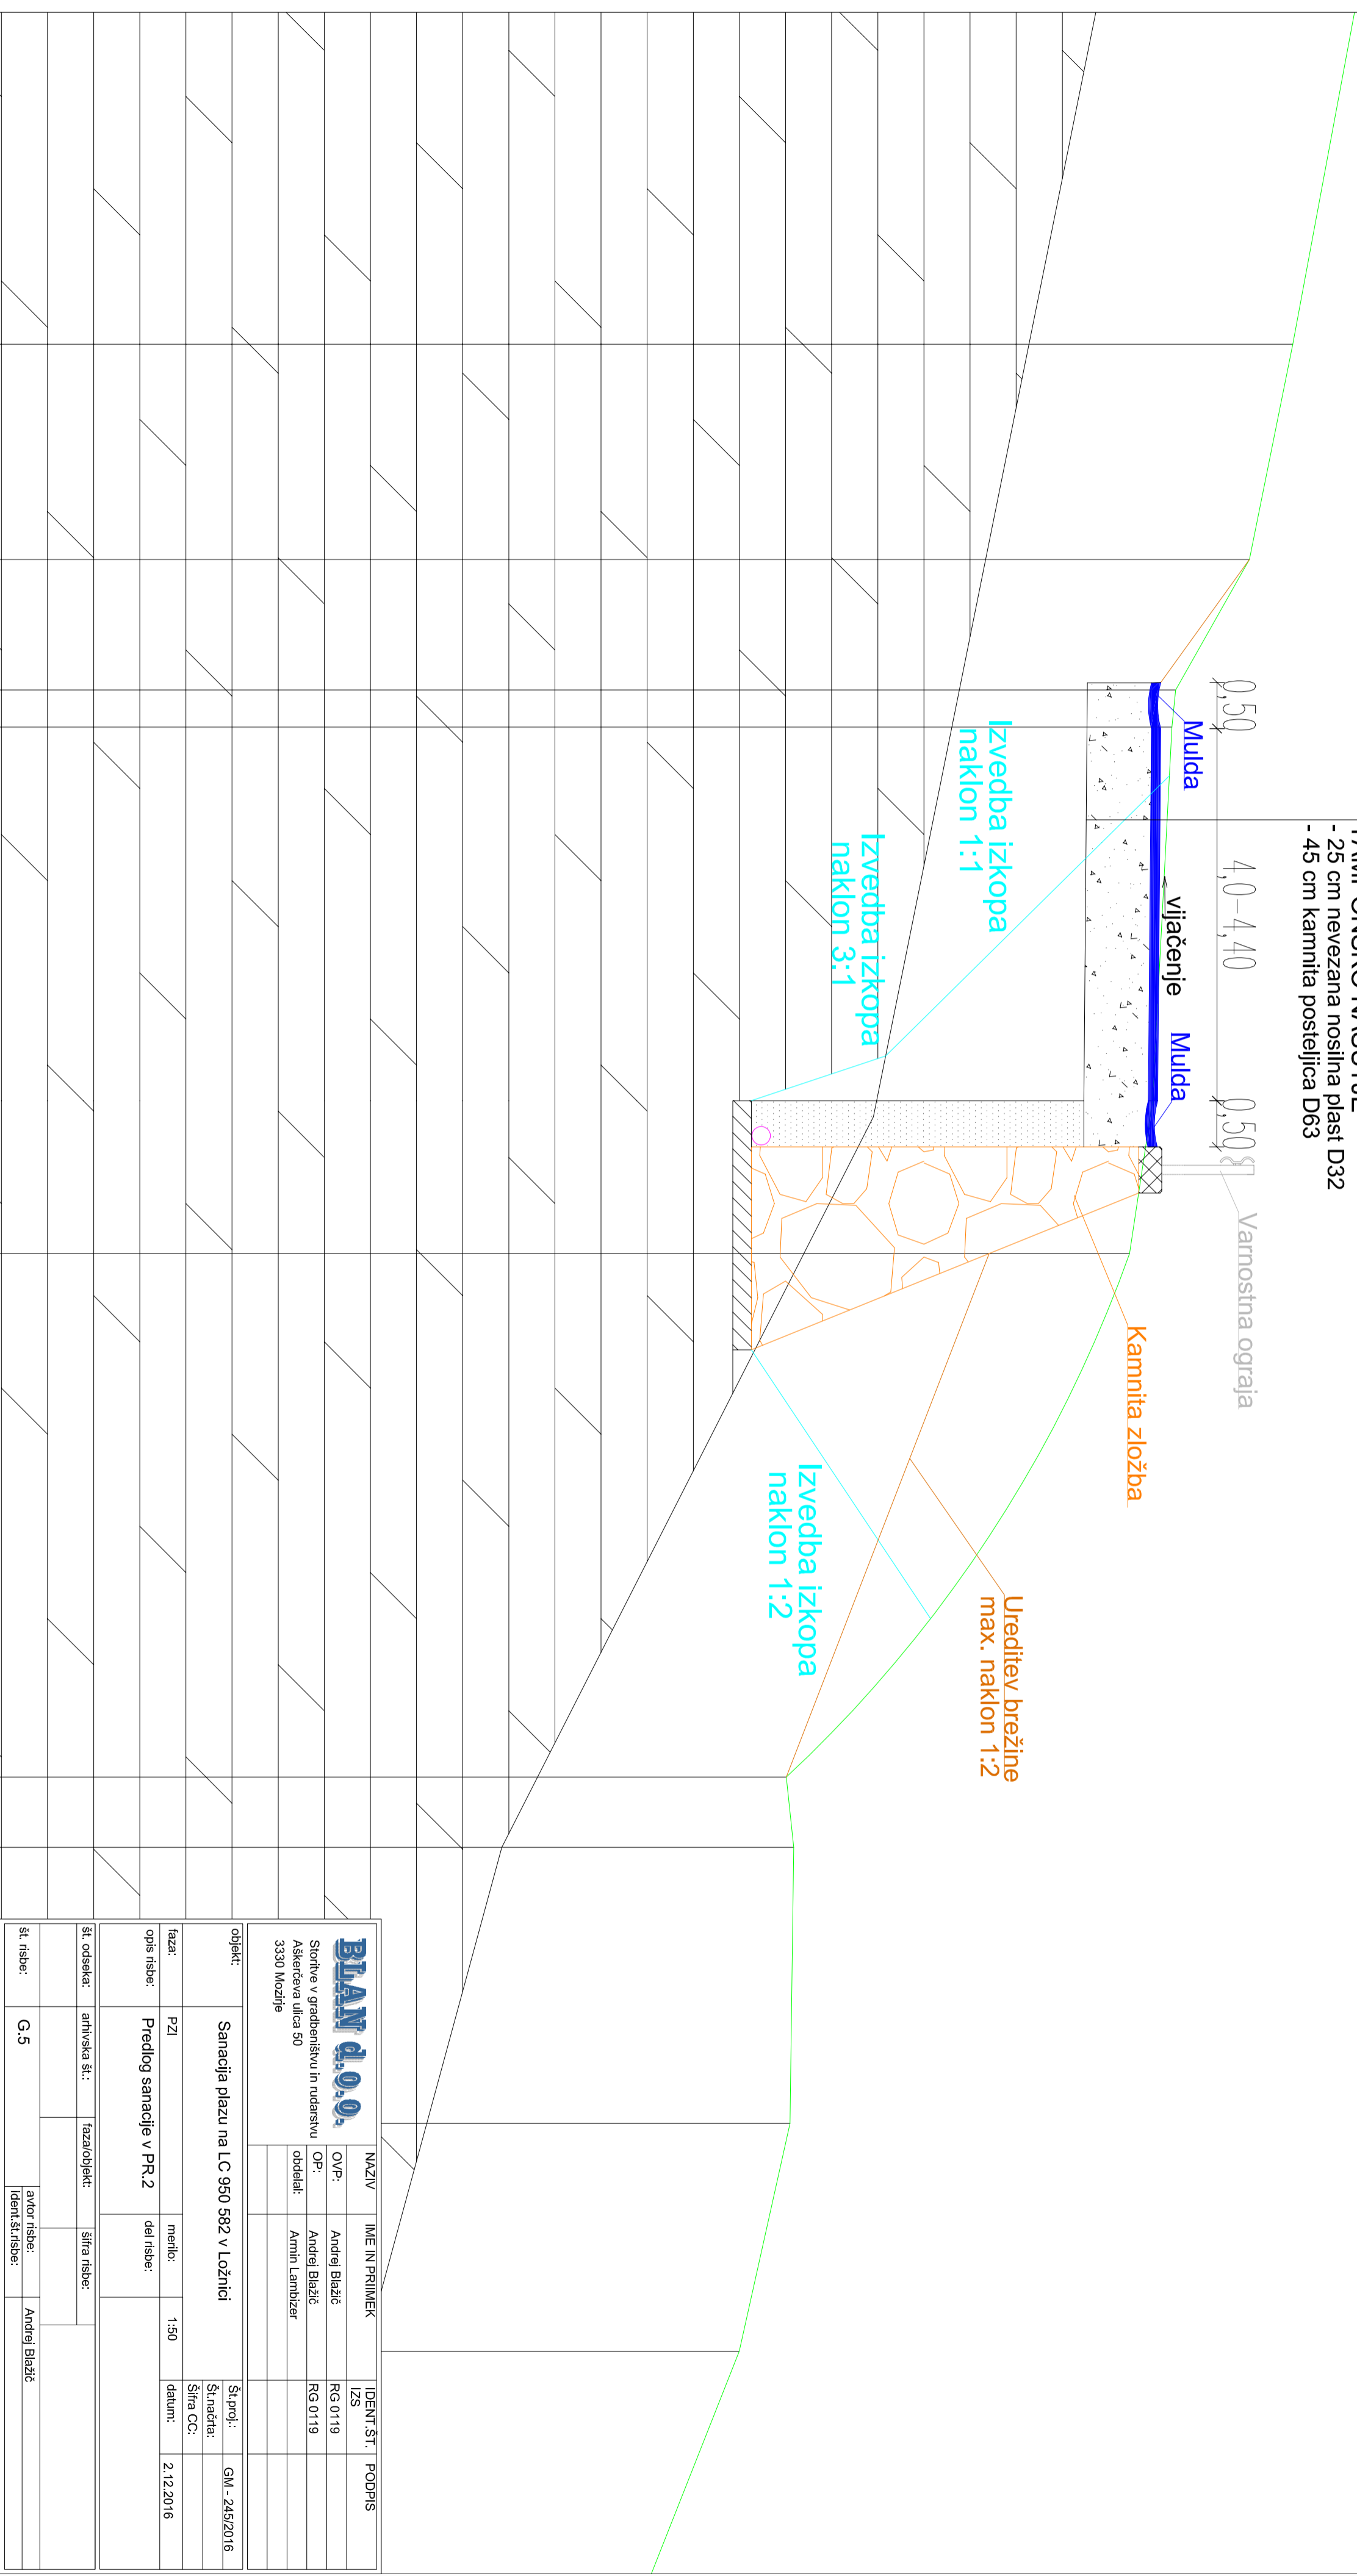 TAMPONSKO NASUTJE
- 25 cm nevezana nosilna plast D32
- 45 cm kamnita posteljica D63
0,50
4,0-4,40
0,50
Mulda
vijačenje
Mulda
Varnostna ograja
Izvedba izkopa
naklon 1:1
Izvedba izkopa
naklon 3:1
Kamnita zložba
Ureditev brežine
max. naklon 1:2
Izvedba izkopa
naklon 1:2
BLAN d.o.o.
Storitve v gradbeništvu in rudarstvu
Aškerčeva ulica 50
3330 Mozirje
NAZIV IME IN PRIIMEK IDENT.ŠT. IZS PODPIS
OVP: Andrej Blažič RG 0119
OP: Andrej Blažič RG 0119
obdelal: Armin Lambizer
objekt: Sanacija plazu na LC 950 582 v Ložnici
Št.proj.: GM - 245/2016
Št.načrta:
Šifra CC:
faza: PZI merilo: 1:50 datum: 2.12.2016
opis risbe: Predlog sanacije v PR.2 del risbe:
št. odseka: arhivska št.: faza/objekt: šifra risbe:
št. risbe: G.5 avtor risbe: Andrej Blažič
ident.št.risbe: